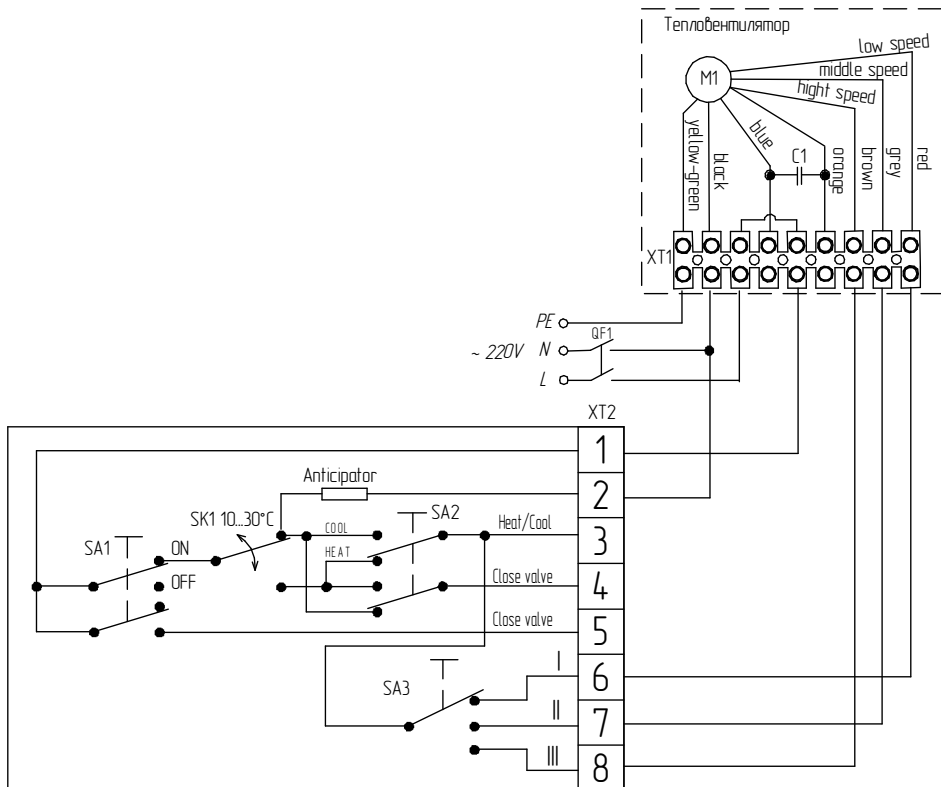 Тепловентилятор
low speed
M1
middle speed
hight speed
yellow-green
black
blue
C1
orange
brown
grey
red
XT1
PE
QF1
~ 220V N
L
XT2
1
Anticipator
2
SK1 10...30°C
COOL
SA2
Heat/Cool
3
SA1
ON
HEAT
OFF
Close valve
4
Close valve
5
I
6
SA3
II
7
III
8